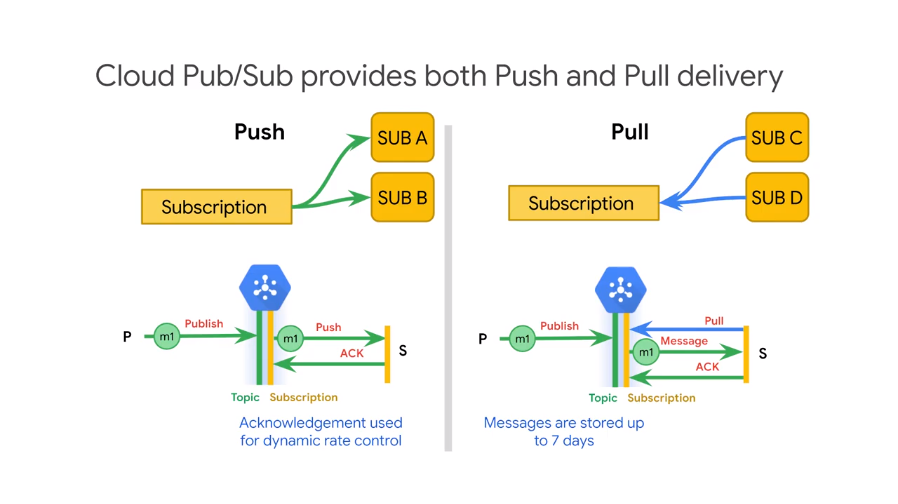 Cloud Pub/Sub provides both Push and Pull delivery
Push
SUB A
SUB B
Subscription
P
m1
Publish
m1
Push
ACK
S
Topic
Subscription
Acknowledgement used
for dynamic rate control
Pull
SUB C
SUB D
Subscription
P
m1
Publish
Pull
m1
Message
ACK
S
Topic
Subscription
Messages are stored up
to 7 days